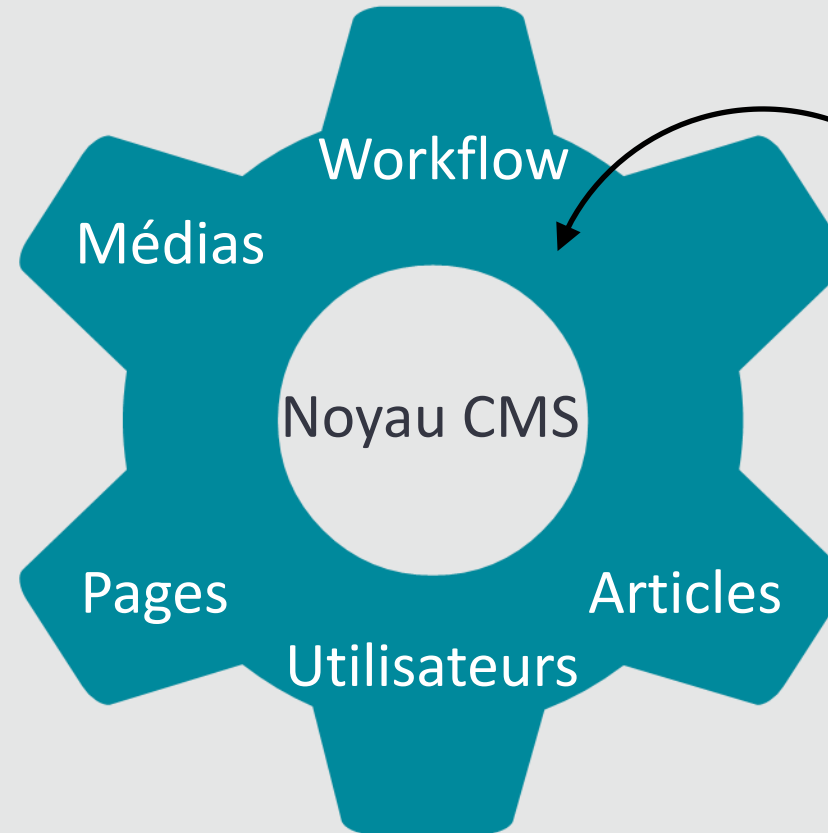 Workflow
Médias
Noyau CMS
Pages
Articles
Utilisateurs